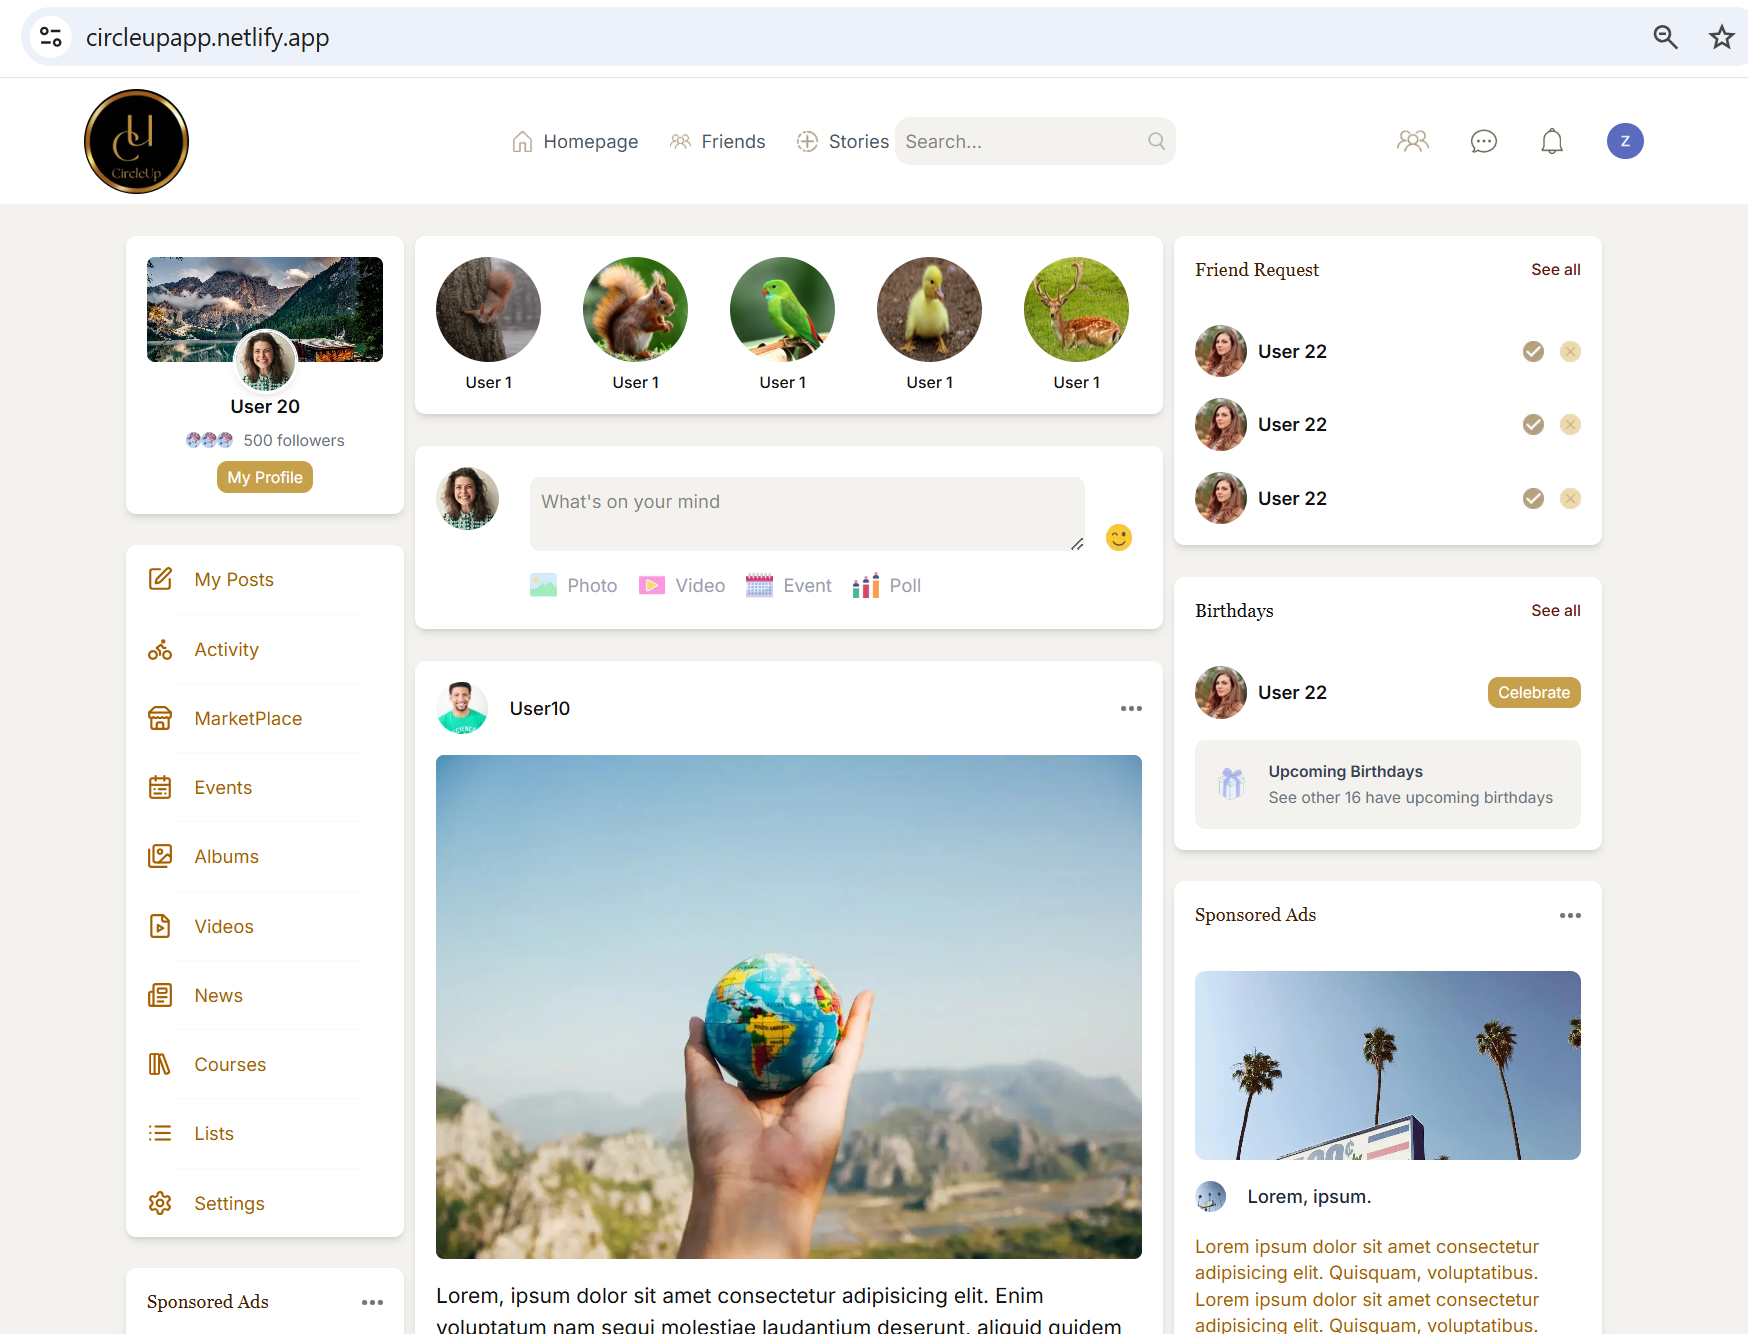 circleupapp.netlify.app
CU
CircleUp
Homepage
Friends
Stories
Search...
Z
User 20
500 followers
My Profile
My Posts
Activity
MarketPlace
Events
Albums
Videos
News
Courses
Lists
Settings
Sponsored Ads
User 1
User 1
User 1
User 1
User 1
What's on your mind
Photo
Video
Event
Poll
User10
SOUTH AMERICA
Lorem, ipsum dolor sit amet consectetur adipisicing elit. Enim
voluptatum nam sequi molestiae laudantium deserunt, aliquid quidem
Friend Request
See all
User 22
User 22
User 22
Birthdays
See all
User 22
Celebrate
Upcoming Birthdays
See other 16 have upcoming birthdays
Sponsored Ads
Lorem, ipsum.
Lorem ipsum dolor sit amet consectetur
adipisicing elit. Quisquam, voluptatibus.
Lorem ipsum dolor sit amet consectetur
adipisicing elit. Quisquam, voluptatibus.